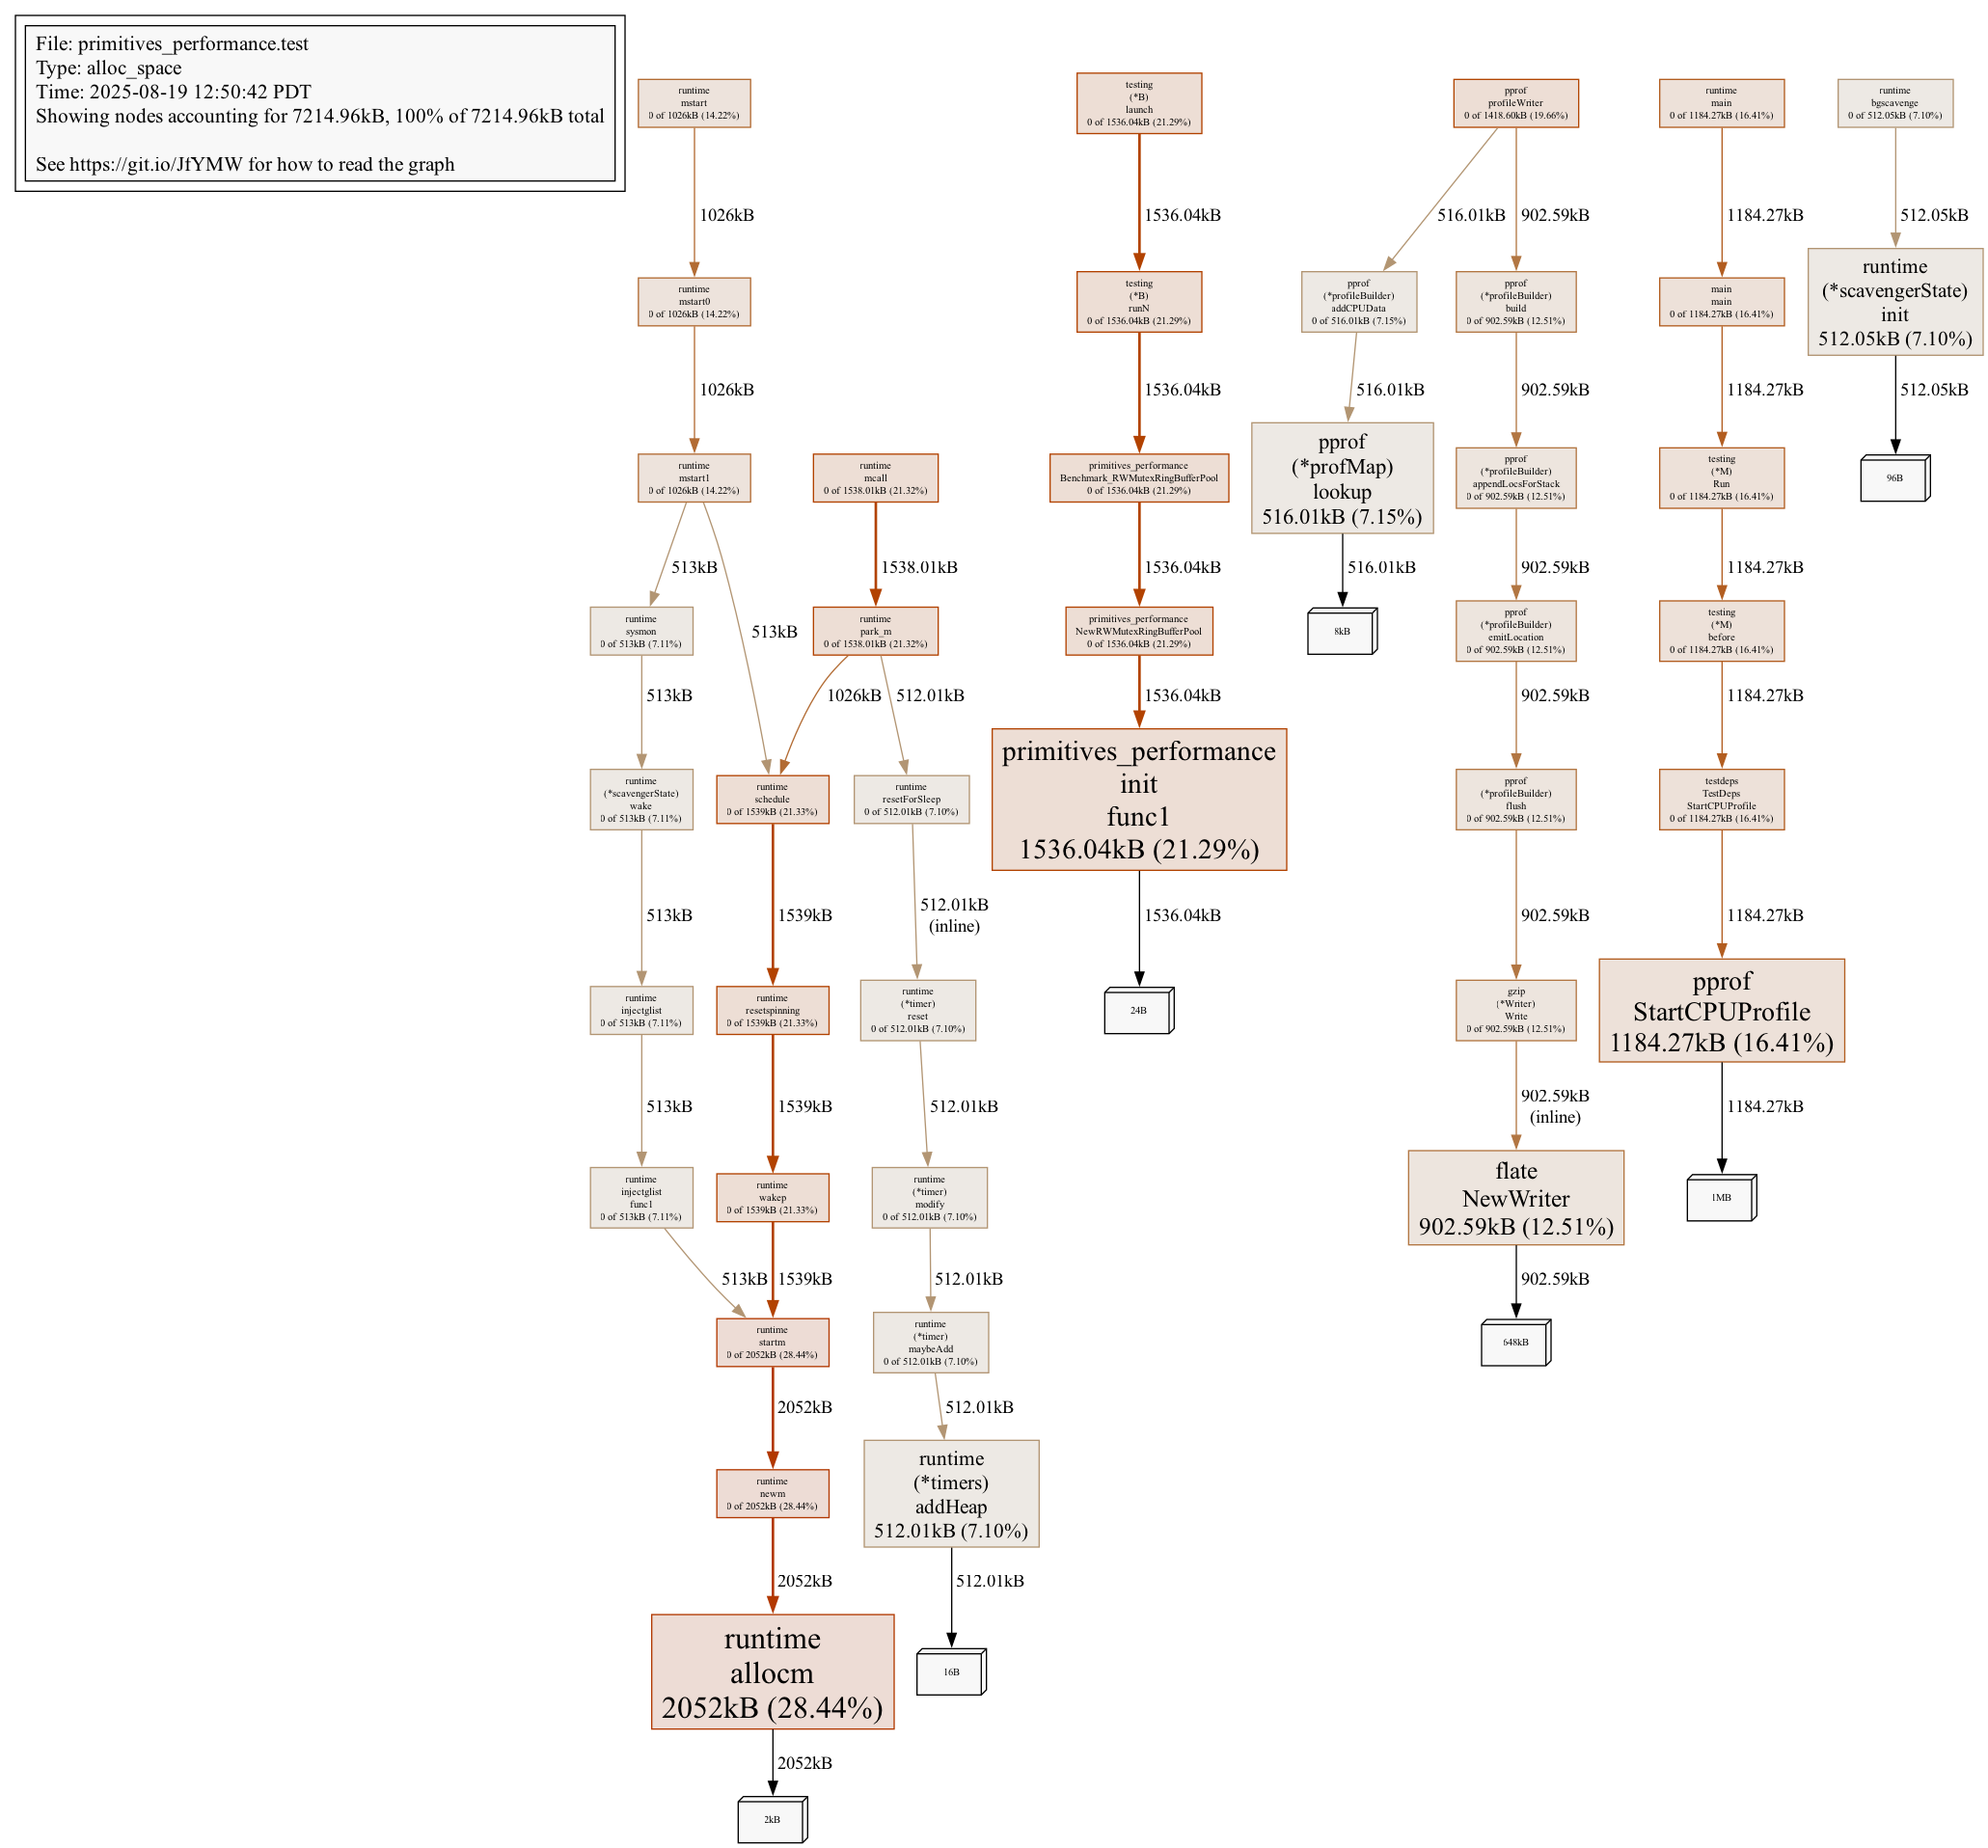 File: primitives_performance.test
Type: alloc_space
Time: 2025-08-19 12:50:42 PDT
Showing nodes accounting for 7214.96kB, 100% of 7214.96kB total
See https://git.io/JfYMW for how to read the graph
runtime
mstart
0 of 1026kB (14.22%)
1026kB
runtime
mstart0
0 of 1026kB (14.22%)
1026kB
runtime
mstart1
0 of 1026kB (14.22%)
513kB
513kB
runtime
sysmon
0 of 513kB (7.11%)
513kB
runtime
(*scavengerState)
wake
0 of 513kB (7.11%)
513kB
runtime
injectglist
0 of 513kB (7.11%)
513kB
runtime
injectglist
func1
0 of 513kB (7.11%)
513kB
runtime
mcall
0 of 1538.01kB (21.32%)
1538.01kB
runtime
park_m
0 of 1538.01kB (21.32%)
1026kB
512.01kB
runtime
schedule
0 of 1539kB (21.33%)
1539kB
runtime
resetspinning
0 of 1539kB (21.33%)
1539kB
runtime
wakep
0 of 1539kB (21.33%)
1539kB
runtime
startm
0 of 2052kB (28.44%)
2052kB
runtime
newm
0 of 2052kB (28.44%)
2052kB
runtime
allocm
2052kB (28.44%)
2052kB
2kB
runtime
resetForSleep
0 of 512.01kB (7.10%)
512.01kB
(inline)
runtime
(*timer)
reset
0 of 512.01kB (7.10%)
512.01kB
runtime
(*timer)
modify
0 of 512.01kB (7.10%)
512.01kB
runtime
(*timer)
maybeAdd
0 of 512.01kB (7.10%)
512.01kB
runtime
(*timers)
addHeap
512.01kB (7.10%)
512.01kB
16B
testing
(*B)
launch
0 of 1536.04kB (21.29%)
1536.04kB
testing
(*B)
runN
0 of 1536.04kB (21.29%)
1536.04kB
primitives_performance
Benchmark_RWMutexRingBufferPool
0 of 1536.04kB (21.29%)
1536.04kB
primitives_performance
NewRWMutexRingBufferPool
0 of 1536.04kB (21.29%)
1536.04kB
primitives_performance
init
func1
1536.04kB (21.29%)
1536.04kB
24B
pprof
profileWriter
0 of 1418.60kB (19.66%)
516.01kB
902.59kB
pprof
(*profileBuilder)
addCPUData
0 of 516.01kB (7.15%)
516.01kB
pprof
(*profMap)
lookup
516.01kB (7.15%)
516.01kB
8kB
pprof
(*profileBuilder)
build
0 of 902.59kB (12.51%)
902.59kB
pprof
(*profileBuilder)
appendLocsForStack
0 of 902.59kB (12.51%)
902.59kB
pprof
(*profileBuilder)
emitLocation
0 of 902.59kB (12.51%)
902.59kB
pprof
(*profileBuilder)
flush
0 of 902.59kB (12.51%)
902.59kB
gzip
(*Writer)
Write
0 of 902.59kB (12.51%)
902.59kB
(inline)
flate
NewWriter
902.59kB (12.51%)
902.59kB
648kB
runtime
main
0 of 1184.27kB (16.41%)
1184.27kB
main
main
0 of 1184.27kB (16.41%)
1184.27kB
testing
(*M)
Run
0 of 1184.27kB (16.41%)
1184.27kB
testing
(*M)
before
0 of 1184.27kB (16.41%)
1184.27kB
testdeps
TestDeps
StartCPUProfile
0 of 1184.27kB (16.41%)
1184.27kB
pprof
StartCPUProfile
1184.27kB (16.41%)
1184.27kB
1MB
runtime
bgscavenge
0 of 512.05kB (7.10%)
512.05kB
runtime
(*scavengerState)
init
512.05kB (7.10%)
512.05kB
96B